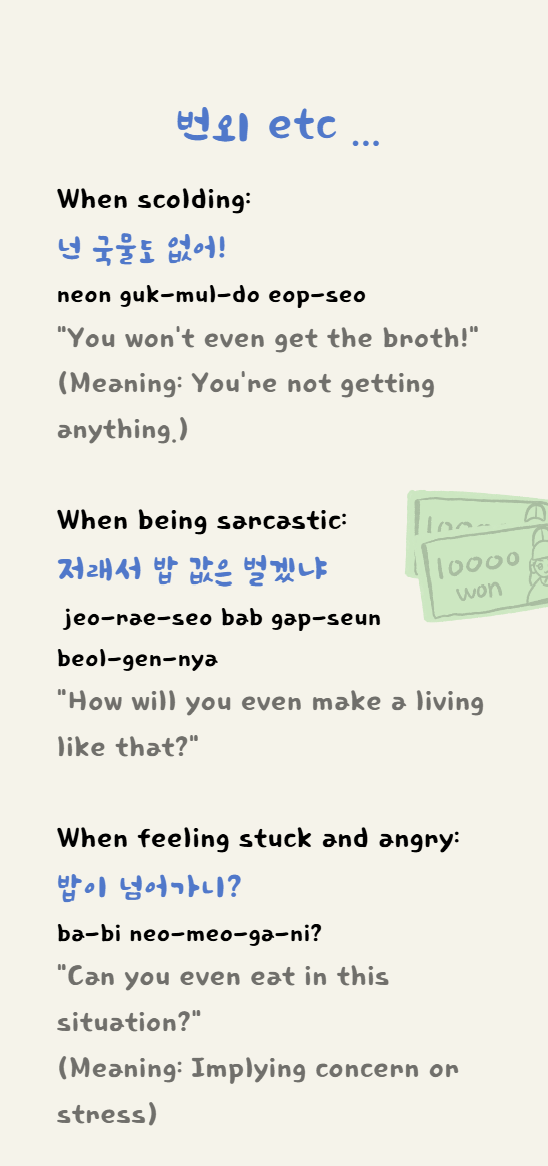 번외 etc ...
When scolding:
넌 국물도 없어!
neon guk-mul-do eop-seo
"You won't even get the broth!"
(Meaning: You're not getting
anything.)
When being sarcastic:
저래서 밥 값은 벌겠냐
jeo-rae-seo bab gap-seun
beol-gen-nya
"How will you even make a living
like that?"
10000
won
When feeling stuck and angry:
밥이 넘어가니?
ba-bi neo-meo-ga-ni?
"Can you even eat in this
situation?"
(Meaning: Implying concern or
stress)